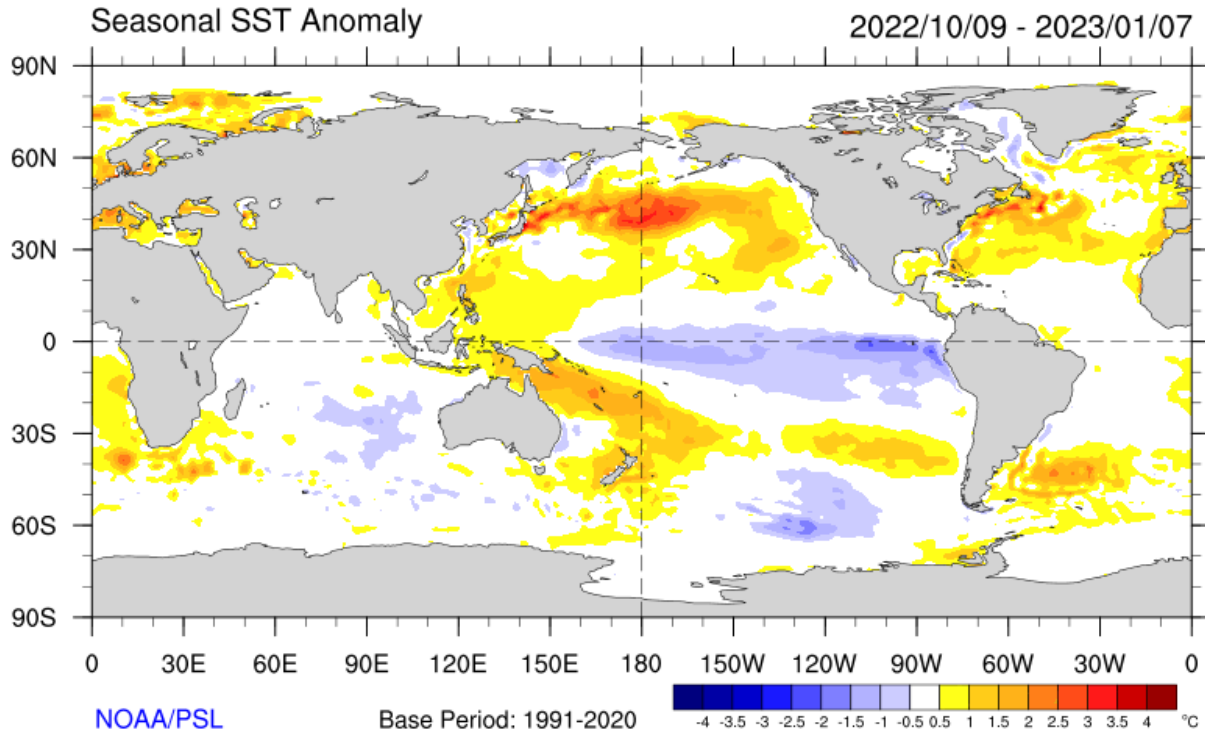 Seasonal SST Anomaly
2022/10/09 - 2023/01/07
90N
60N
30N
0
30S
60S
90S
0 30E 60E 90E 120E 150E 180 150W 120W 90W 60W 30W 0
NOAA/PSL
Base Period: 1991-2020
-4 -3.5 -3 -2.5 -2 -1.5 -1 -0.5 0.5 1 1.5 2 2.5 3 3.5 4 °C